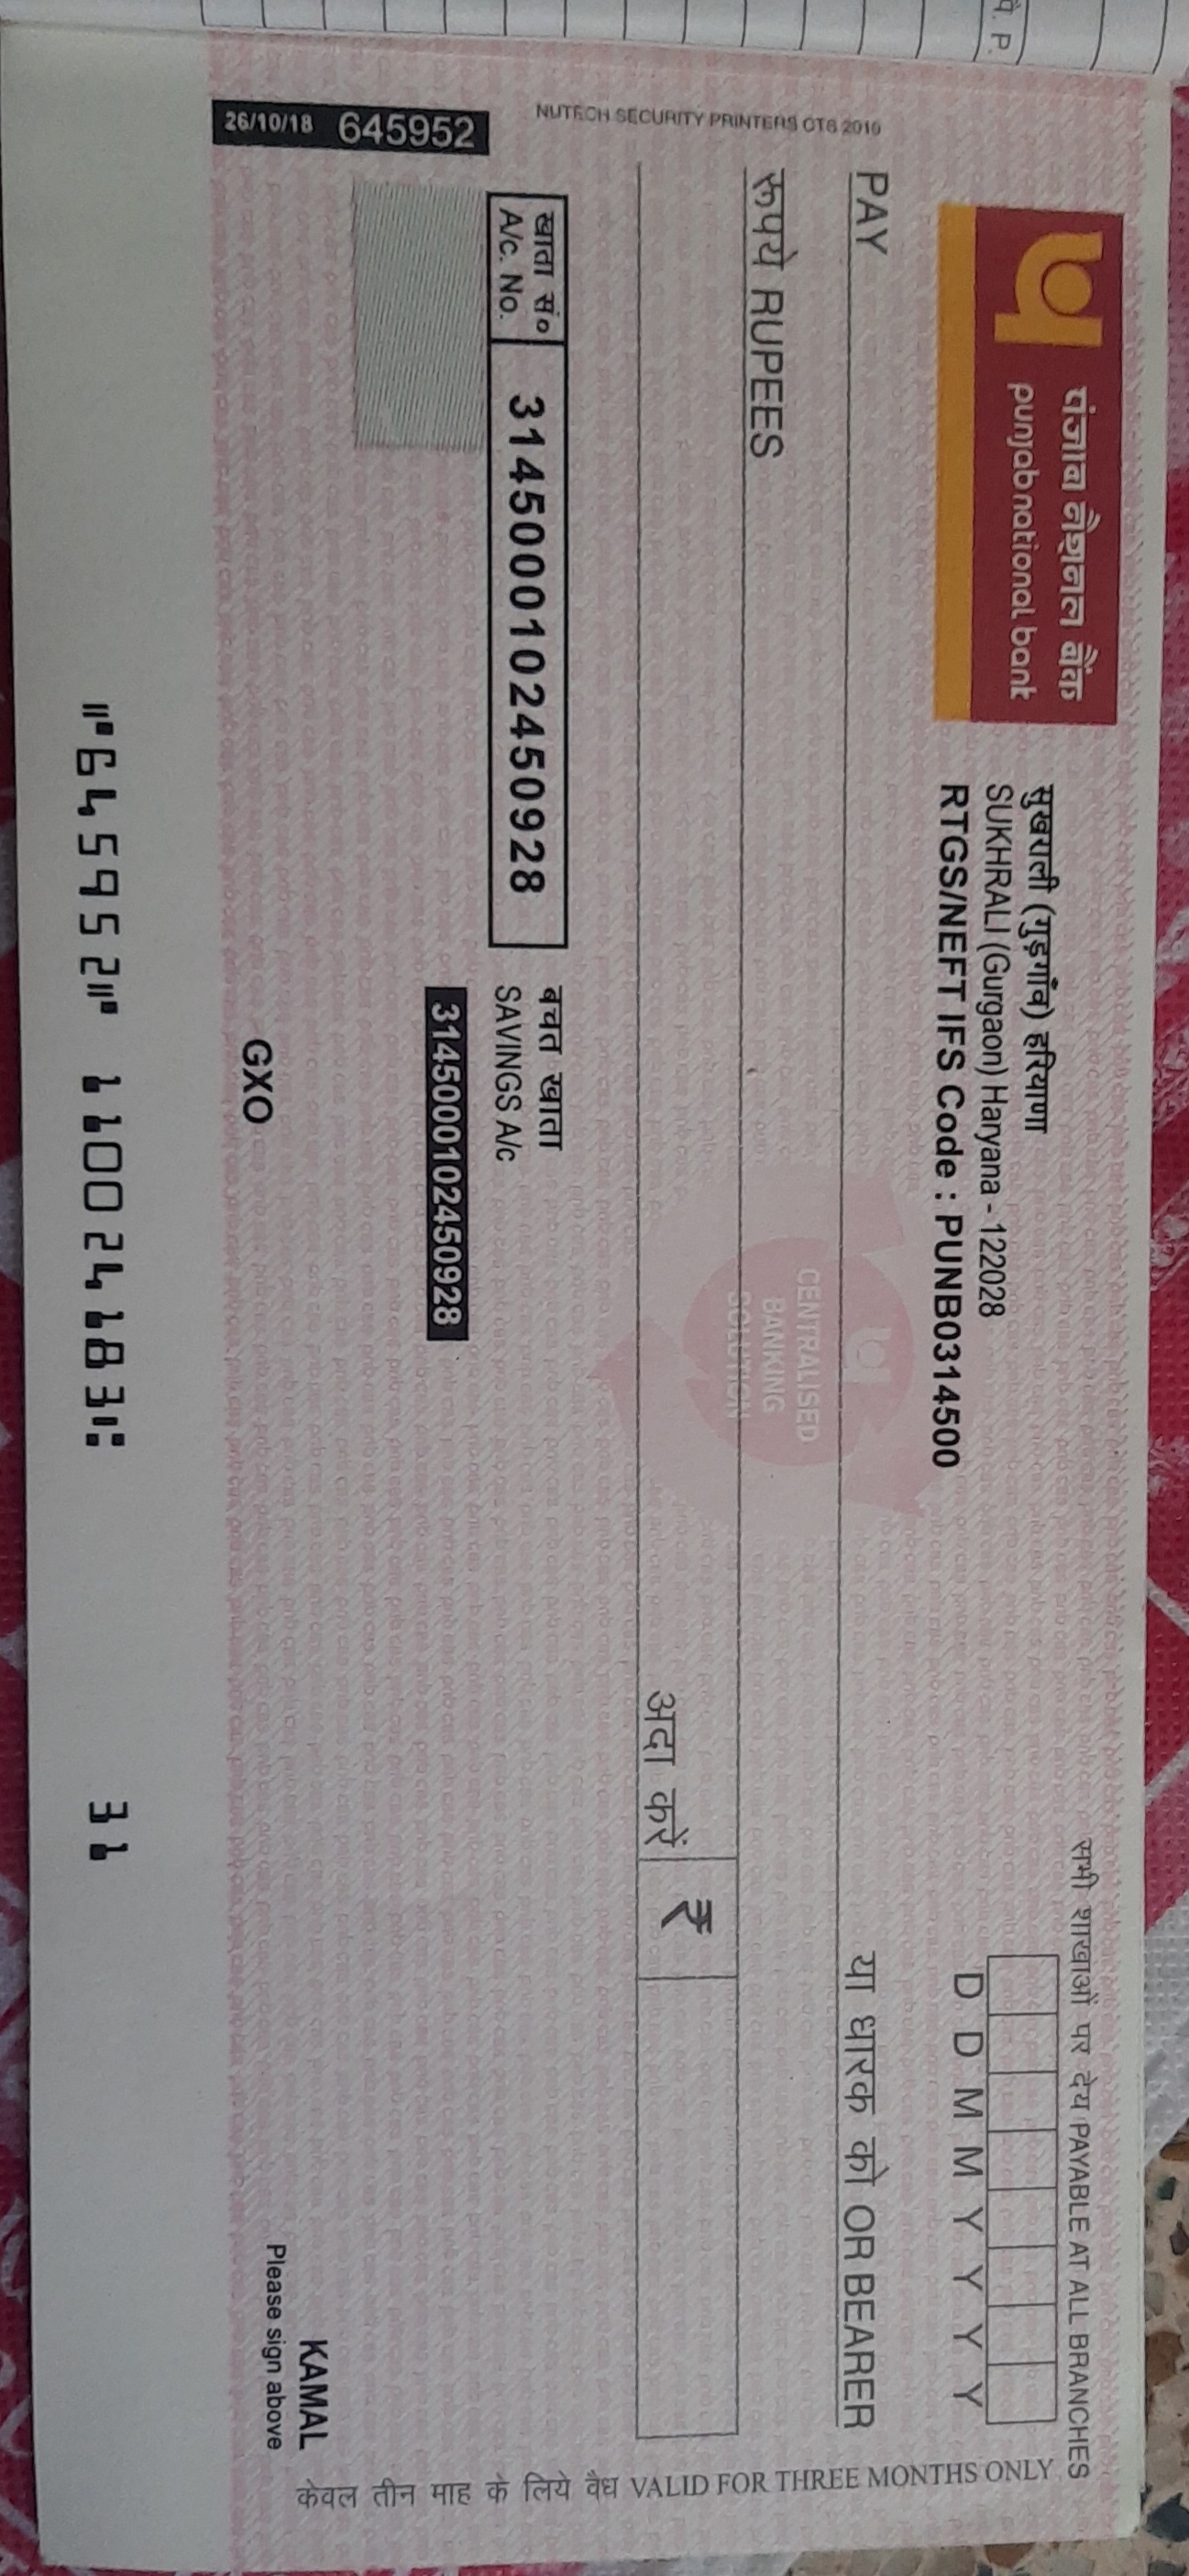 पंजाब नैशनल बैंक
punjab national bank
सुखराली (गुड़गाँव) हरियाणा
SUKHRALI (Gurgaon) Haryana - 122028
RTGS/NEFT IFS Code : PUNB0314500
सभी शाखाओं पर देय PAYABLE AT ALL BRANCHES
D D M M Y Y Y Y
PAY
या धारक को OR BEARER
रूपये RUPEES
CENTRALISED
BANKING
SOLUTION
अदा करें ₹
खाता सं०
A/c. No.
3145000102450928
बचत खाता
SAVINGS A/c
3145000102450928
GXO
KAMAL
Please sign above
केवल तीन माह के लिये वैध VALID FOR THREE MONTHS ONLY
NUTECH SECURITY PRINTERS CTS 2010
26/10/18 645952
⑈645952⑈ 110024183⑆ 31